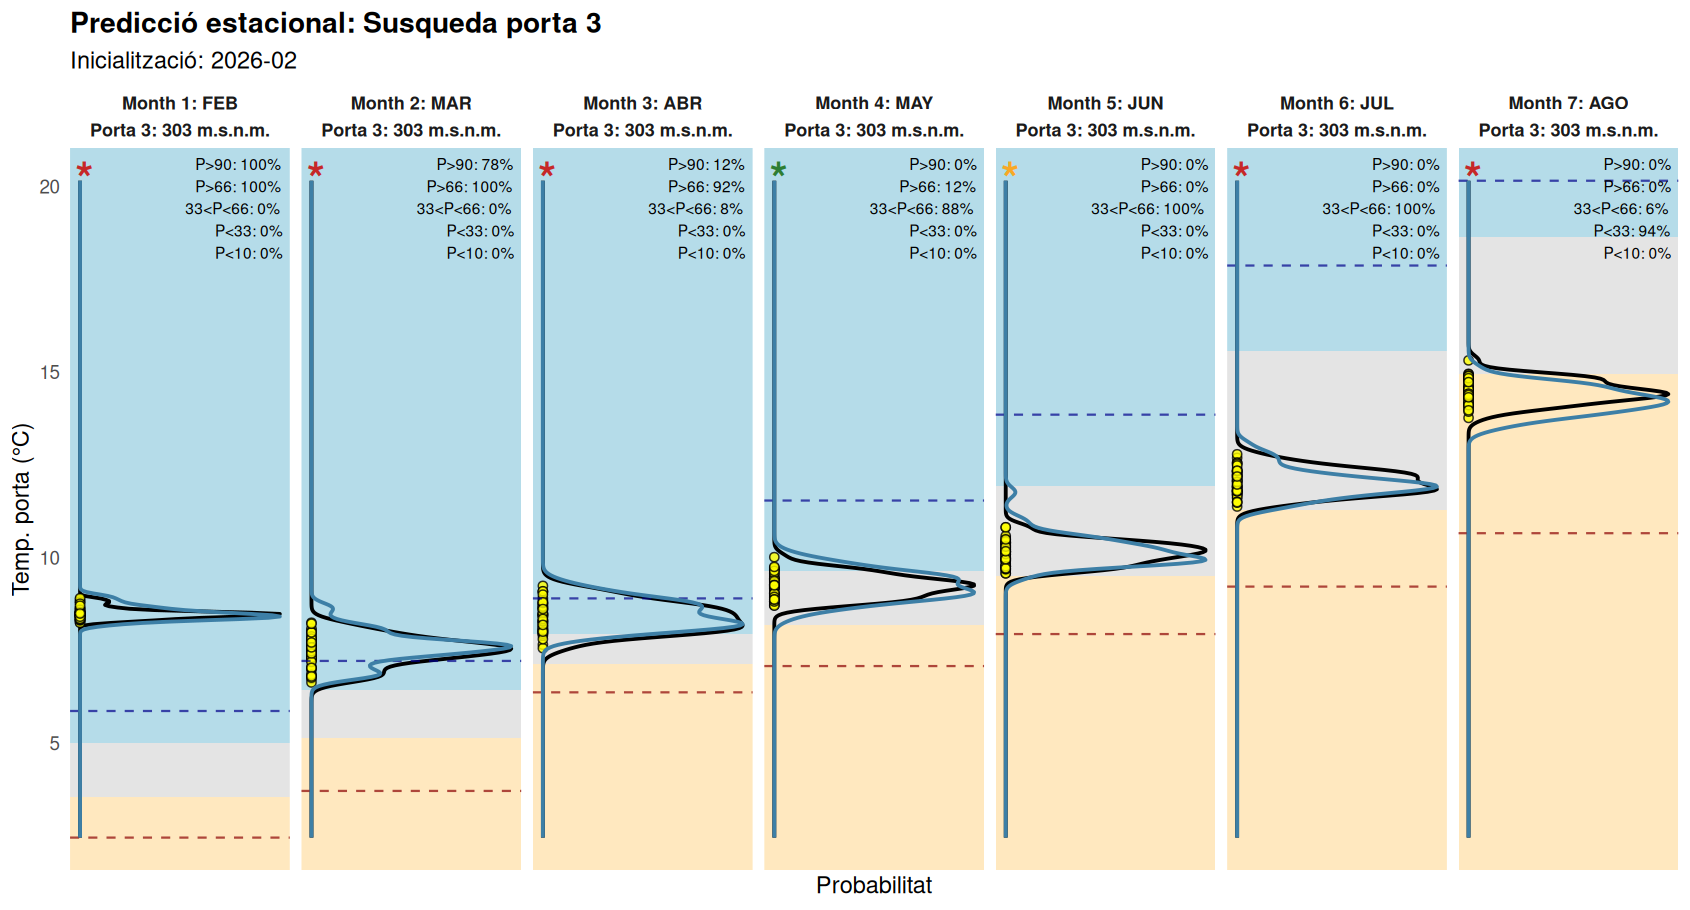 Predicció estacional: Susqueda porta 3
Inicialització: 2026-02
Month 1: FEB
Porta 3: 303 m.s.n.m.
Month 2: MAR
Porta 3: 303 m.s.n.m.
Month 3: ABR
Porta 3: 303 m.s.n.m.
Month 4: MAY
Porta 3: 303 m.s.n.m.
Month 5: JUN
Porta 3: 303 m.s.n.m.
Month 6: JUL
Porta 3: 303 m.s.n.m.
Month 7: AGO
Porta 3: 303 m.s.n.m.
*
P>90: 100%
P>66: 100%
33<P<66: 0%
P<33: 0%
P<10: 0%
*
P>90: 78%
P>66: 100%
33<P<66: 0%
P<33: 0%
P<10: 0%
*
P>90: 12%
P>66: 92%
33<P<66: 8%
P<33: 0%
P<10: 0%
*
P>90: 0%
P>66: 12%
33<P<66: 88%
P<33: 0%
P<10: 0%
*
P>90: 0%
P>66: 0%
33<P<66: 100%
P<33: 0%
P<10: 0%
*
P>90: 0%
P>66: 0%
33<P<66: 100%
P<33: 0%
P<10: 0%
*
P>90: 0%
P>66: 0%
33<P<66: 6%
P<33: 94%
P<10: 0%
20
15
10
5
Temp. porta (°C)
Probabilitat